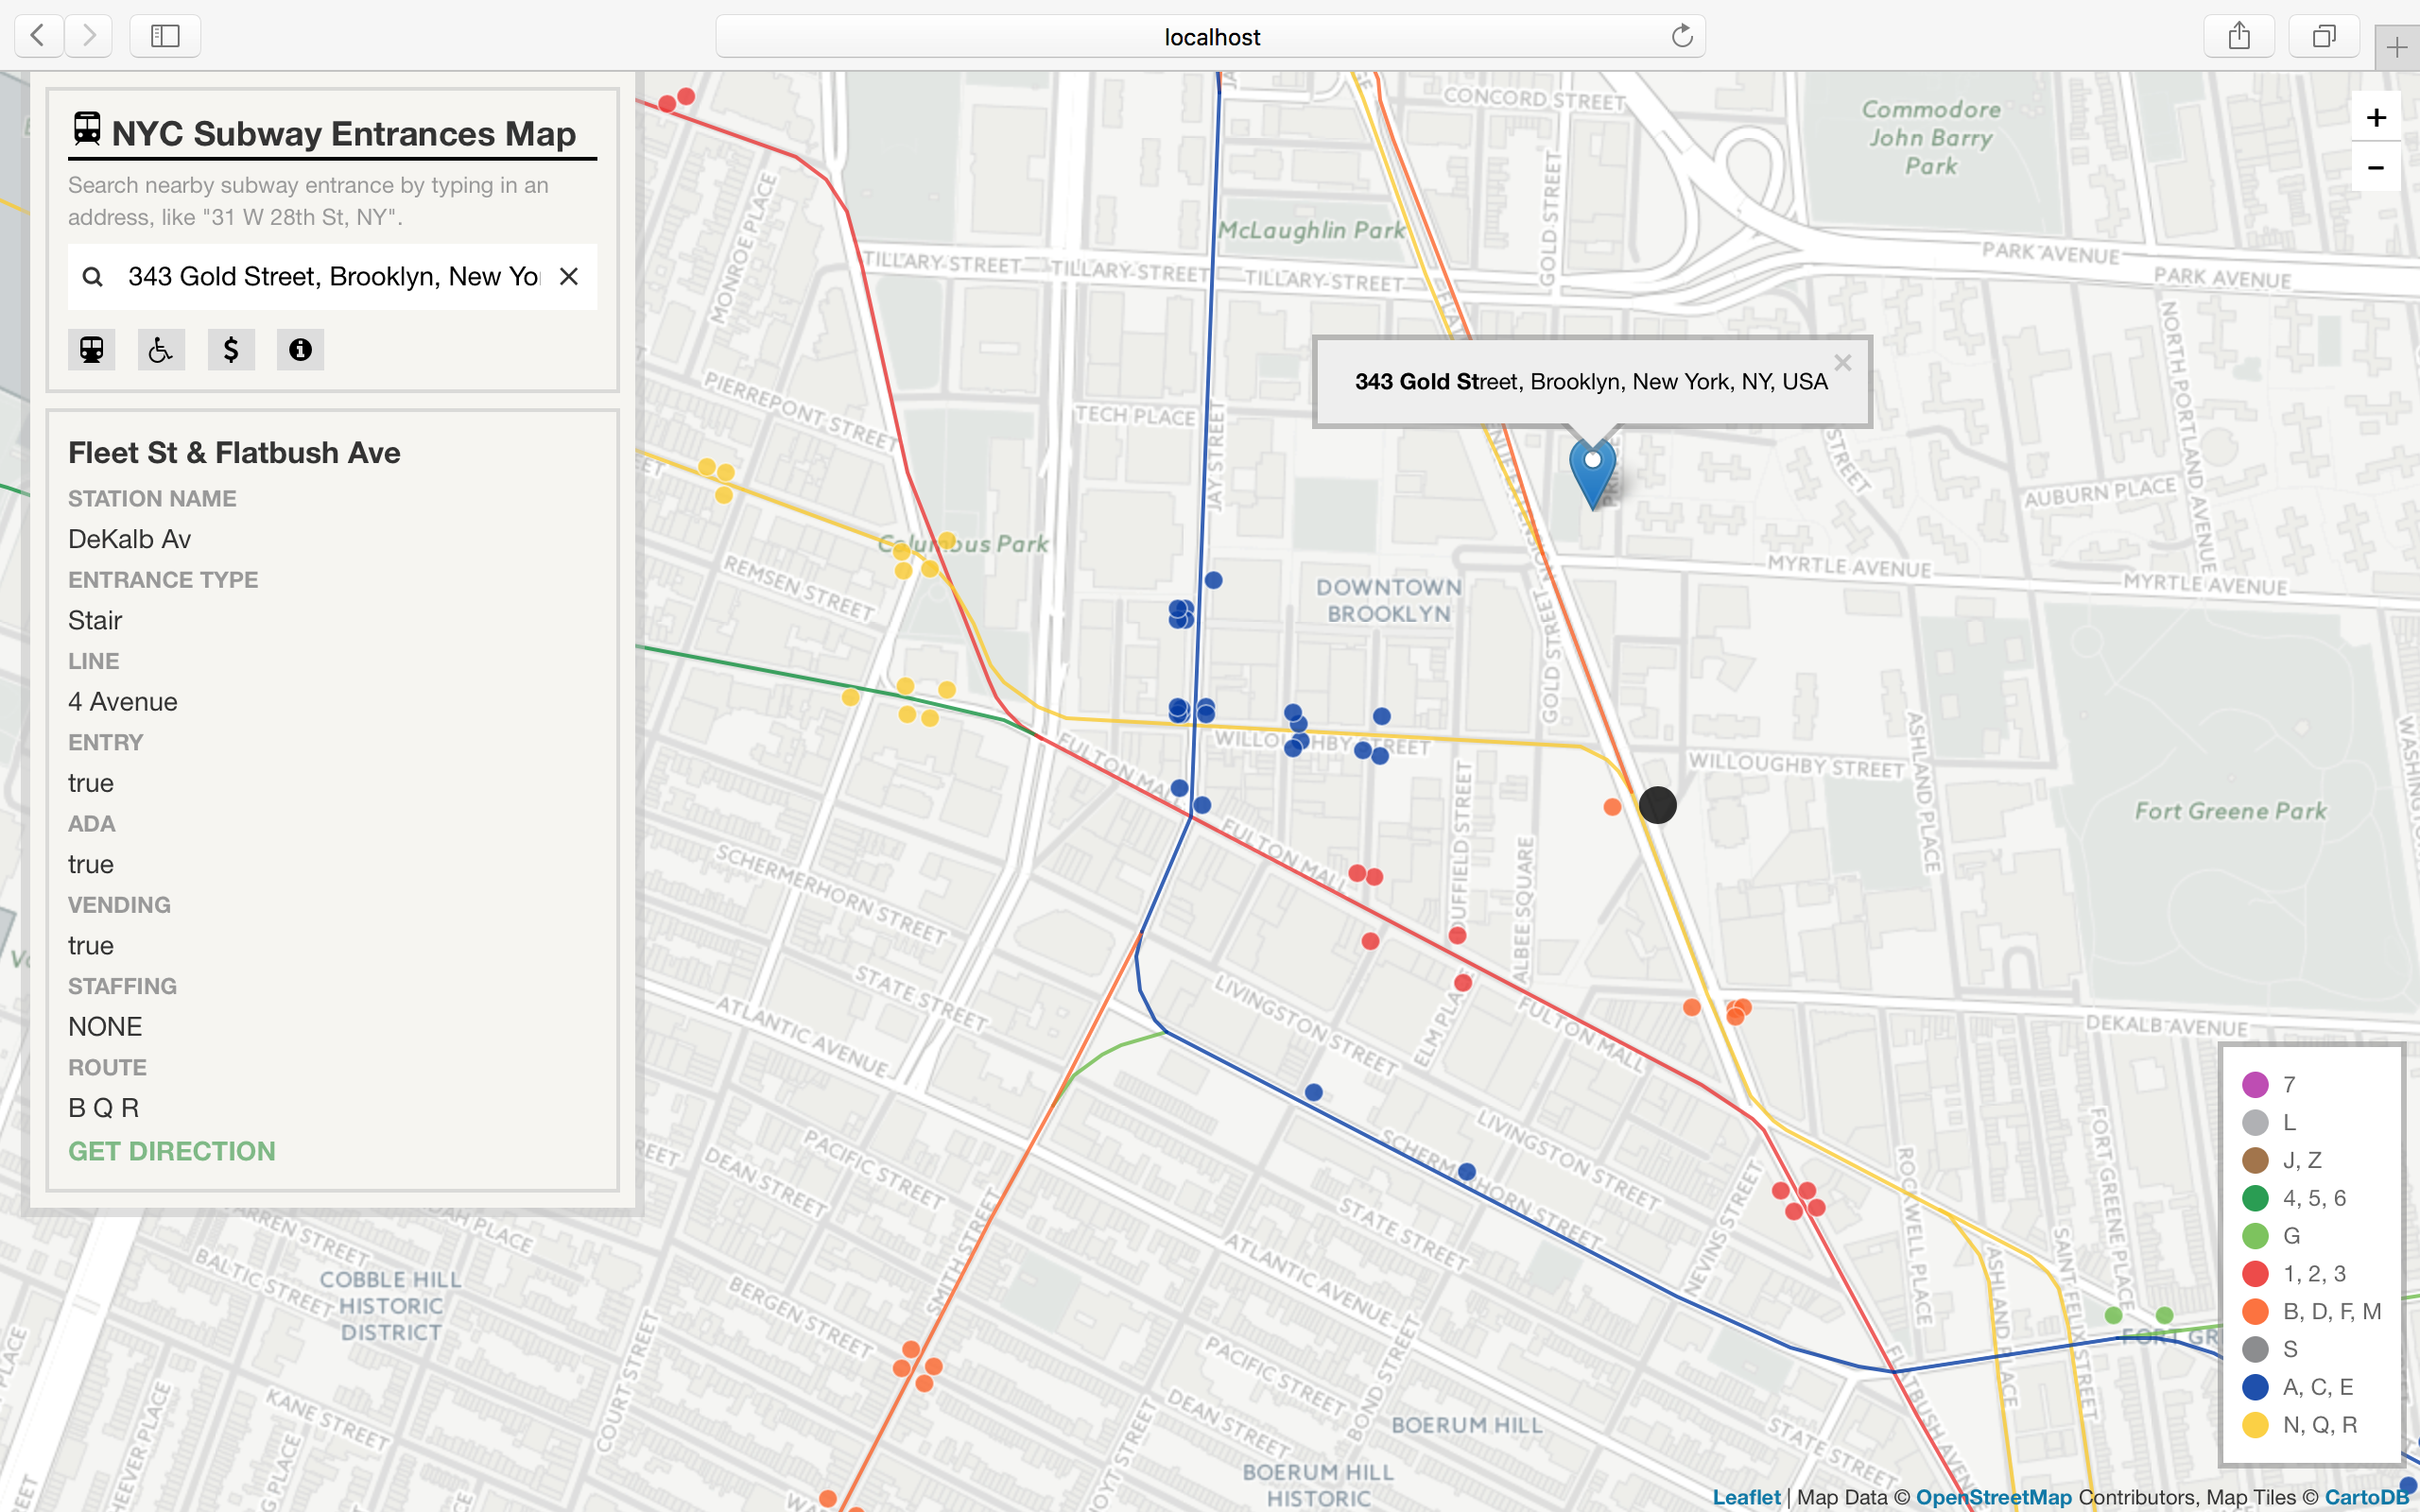 localhost
NYC Subway Entrances Map
Search nearby subway entrance by typing in an
address, like "31 W 28th St, NY".
343 Gold Street, Brooklyn, New Yo
Fleet St & Flatbush Ave
STATION NAME
DeKalb Av
ENTRANCE TYPE
Stair
LINE
4 Avenue
ENTRY
true
ADA
true
VENDING
true
STAFFING
NONE
ROUTE
B Q R
GET DIRECTION
343 Gold Street, Brooklyn, New York, NY, USA
×
+
−
CONCORD STREET
Commodore
John Barry
Park
McLaughlin Park
GOLD STREET
MONROE PLACE
TILLARY STREET
TILLARY STREET
TILLARY STREET
PARK AVENUE
PARK AVENUE
NORTH PORTLAND AVENUE
PIERREPONT STREET
TECH PLACE
JAY STREET
AUBURN PLACE
Columbus Park
REMSEN STREET
DOWNTOWN
BROOKLYN
MYRTLE AVENUE
MYRTLE AVENUE
GOLD STREET
FULTON MALL
WILLOUGHBY STREET
WILLOUGHBY STREET
ASHLAND PLACE
Fort Greene Park
FULTON MALL
DUFFIELD STREET
ALBEE SQUARE
SCHERMERHORN STREET
STATE STREET
LIVINGSTON STREET
FULTON MALL
DEKALB AVENUE
ATLANTIC AVENUE
PACIFIC STREET
DEAN STREET
LIVINGSTON STREET
SCHERMERHORN STREET
STATE STREET
NEVINS STREET
ROCKWELL PLACE
FORT GREENE PLACE
ATLANTIC AVENUE
SMITH STREET
BERGEN STREET
BALTIC STREET
COBBLE HILL
HISTORIC
DISTRICT
COURT STREET
PACIFIC STREET
BOND STREET
DEAN STREET
KANE STREET
ASHLAND PLACE
SAINT FELIX STREET
FORT GR
BOERUM HILL
STATE STREET
BOERUM HILL
HISTORIC
7
L
J, Z
4, 5, 6
G
1, 2, 3
B, D, F, M
S
A, C, E
N, Q, R
Leaflet | Map Data © OpenStreetMap Contributors, Map Tiles © CartoDB